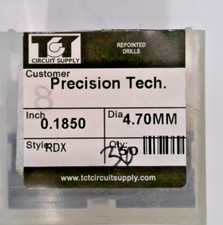 TCT
CIRCUIT SUPPLY
REPOINTED
DRILLS
Customer
Precision Tech.
Inch
0.1850
Dia
4.70MM
Style
RDX
Qty
50
www.tctcircuitsupply.com